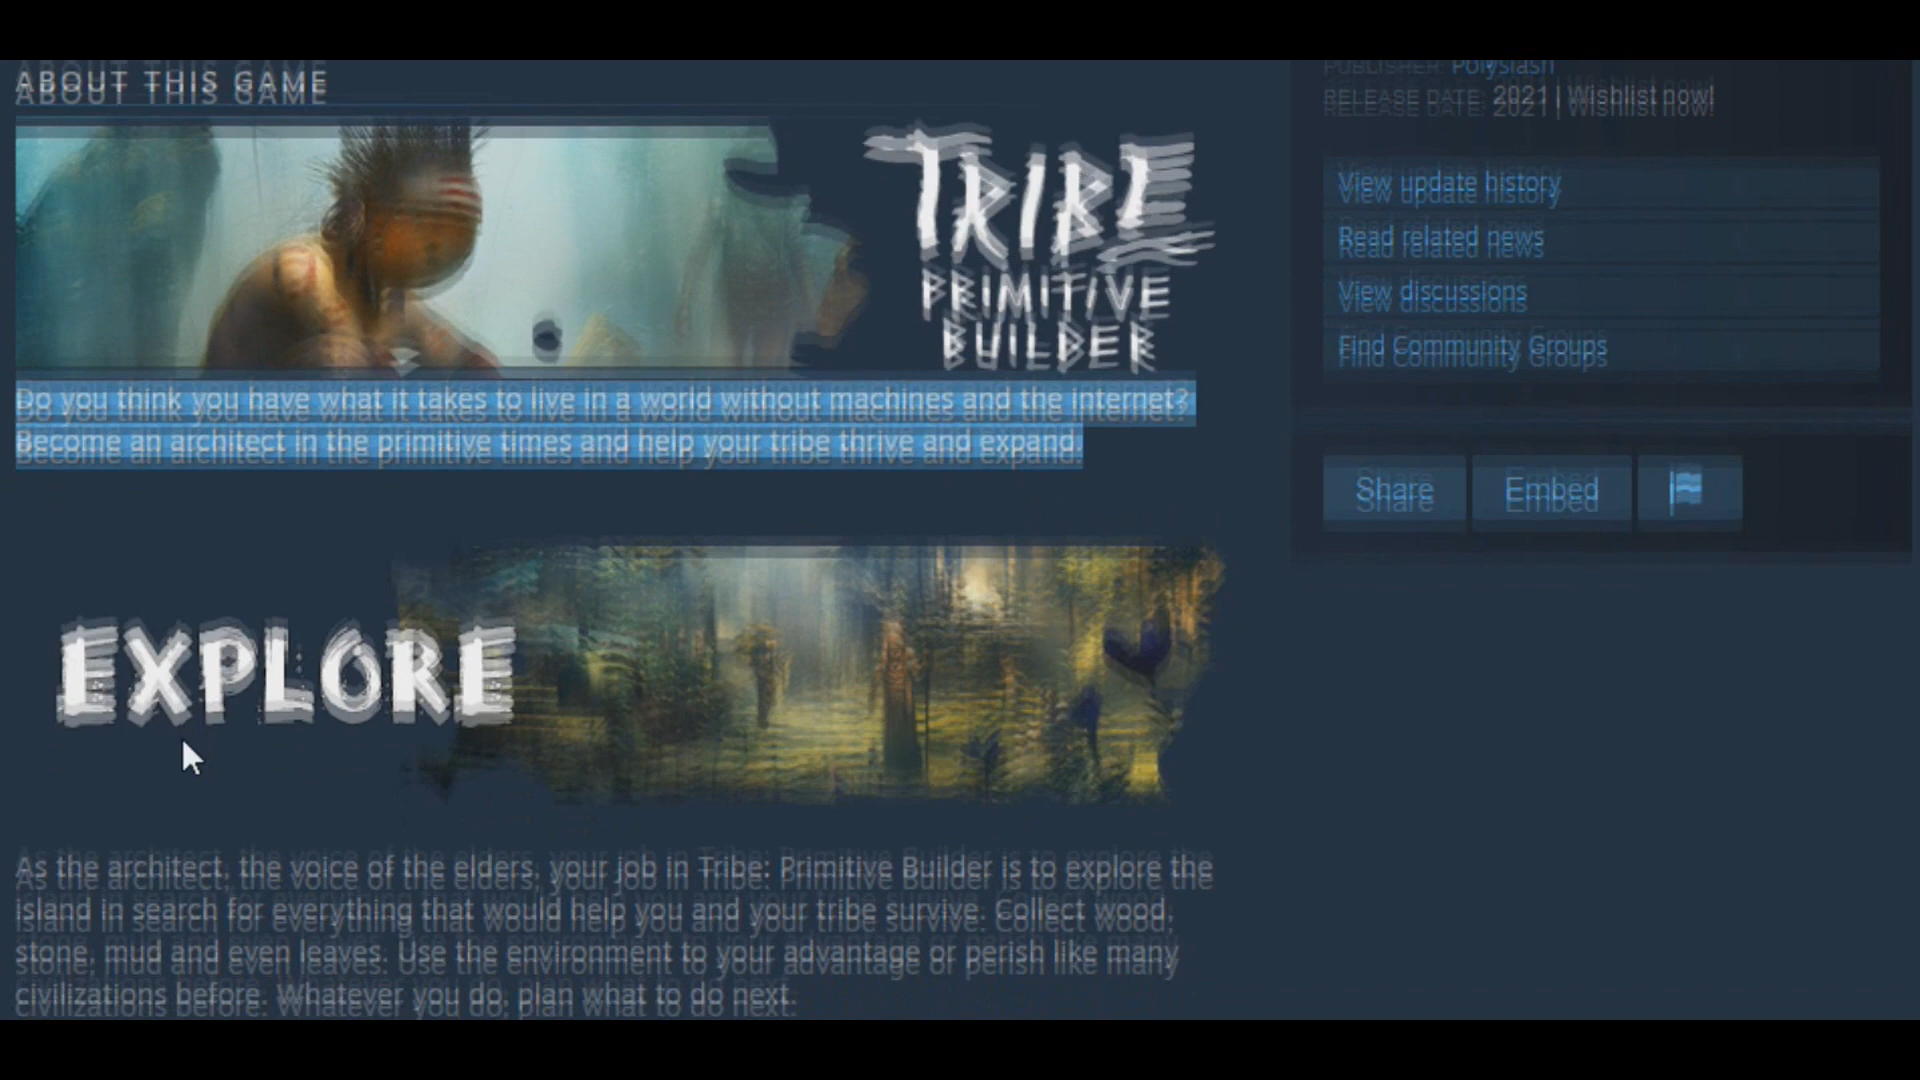 ABOUT THIS GAME
TRIBE
PRIMITIVE
BUILDER
Do you think you have what it takes to live in a world without machines and the internet?
Become an architect in the primitive times and help your tribe thrive and expand.
EXPLORE
As the architect, the voice of the elders, your job in Tribe: Primitive Builder is to explore the
island in search for everything that would help you and your tribe survive. Collect wood,
stone, mud and even leaves. Use the environment to your advantage or perish like many
civilizations before. Whatever you do, plan what to do next.
PUBLISHER: Polyslash
RELEASE DATE: 2021 | Wishlist now!
View update history
Read related news
View discussions
Find Community Groups
Share
Embed